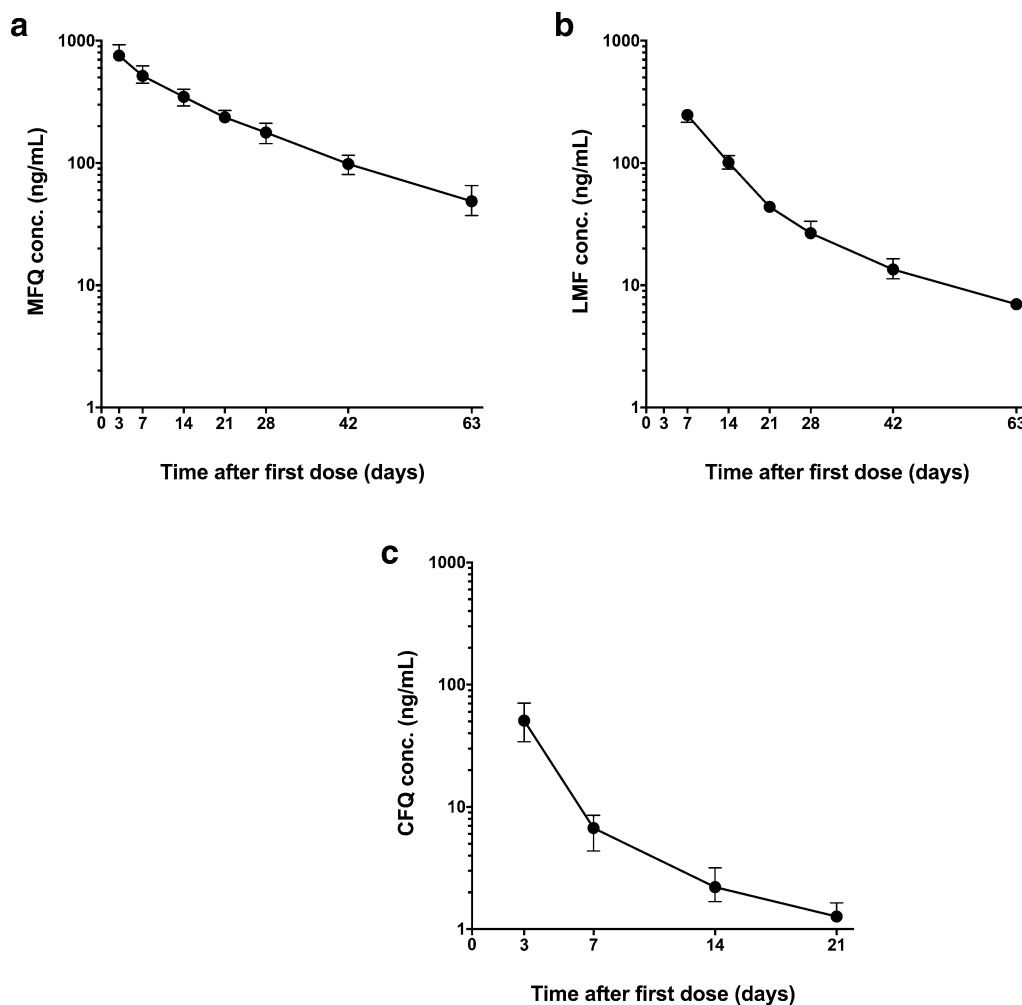 a
1000
100
10
1
MFQ conc. (ng/mL)
0 3 7 14 21 28 42 63
Time after first dose (days)
b
1000
100
10
1
LMF conc. (ng/mL)
0 3 7 14 21 28 42 63
Time after first dose (days)
c
1000
100
10
1
CFQ conc. (ng/mL)
0 3 7 14 21
Time after first dose (days)